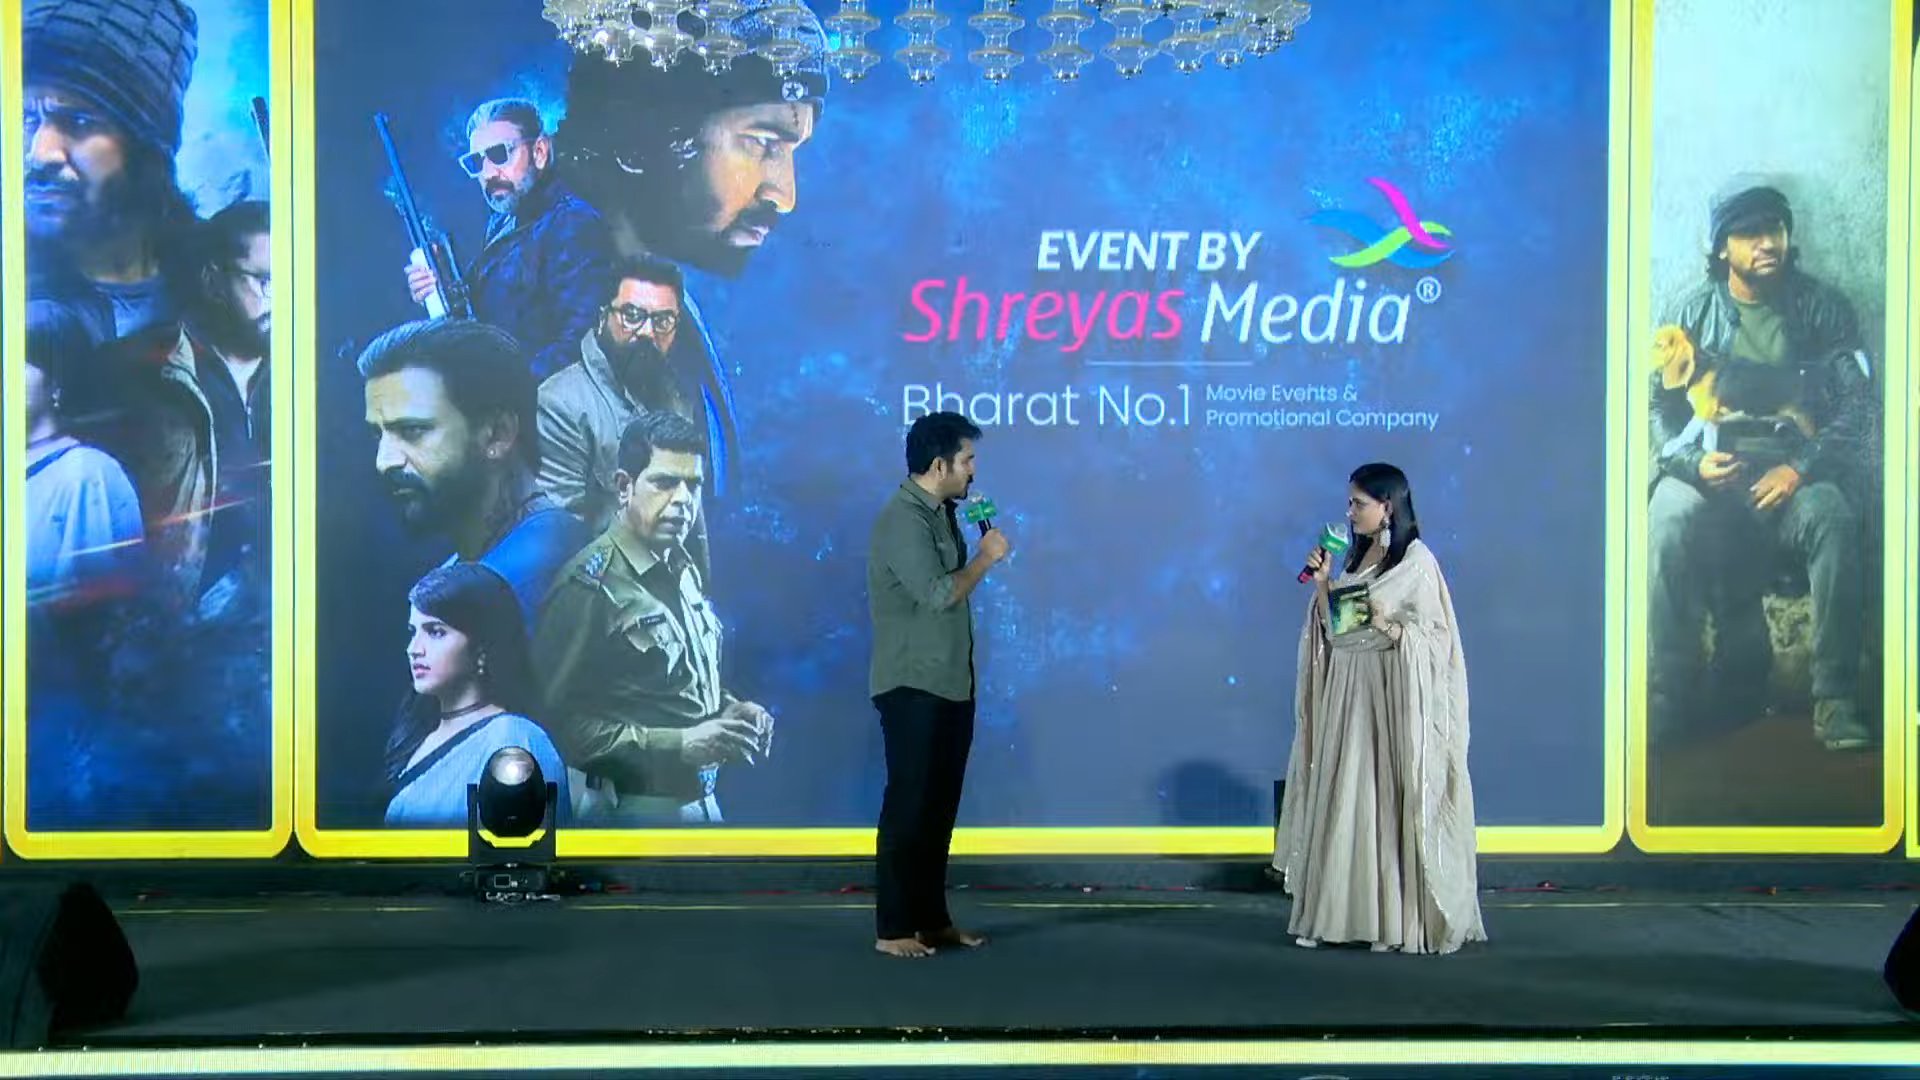 EVENT BY
Shreyas Media®
Bharat No.1
Movie Events &
Promotional Company